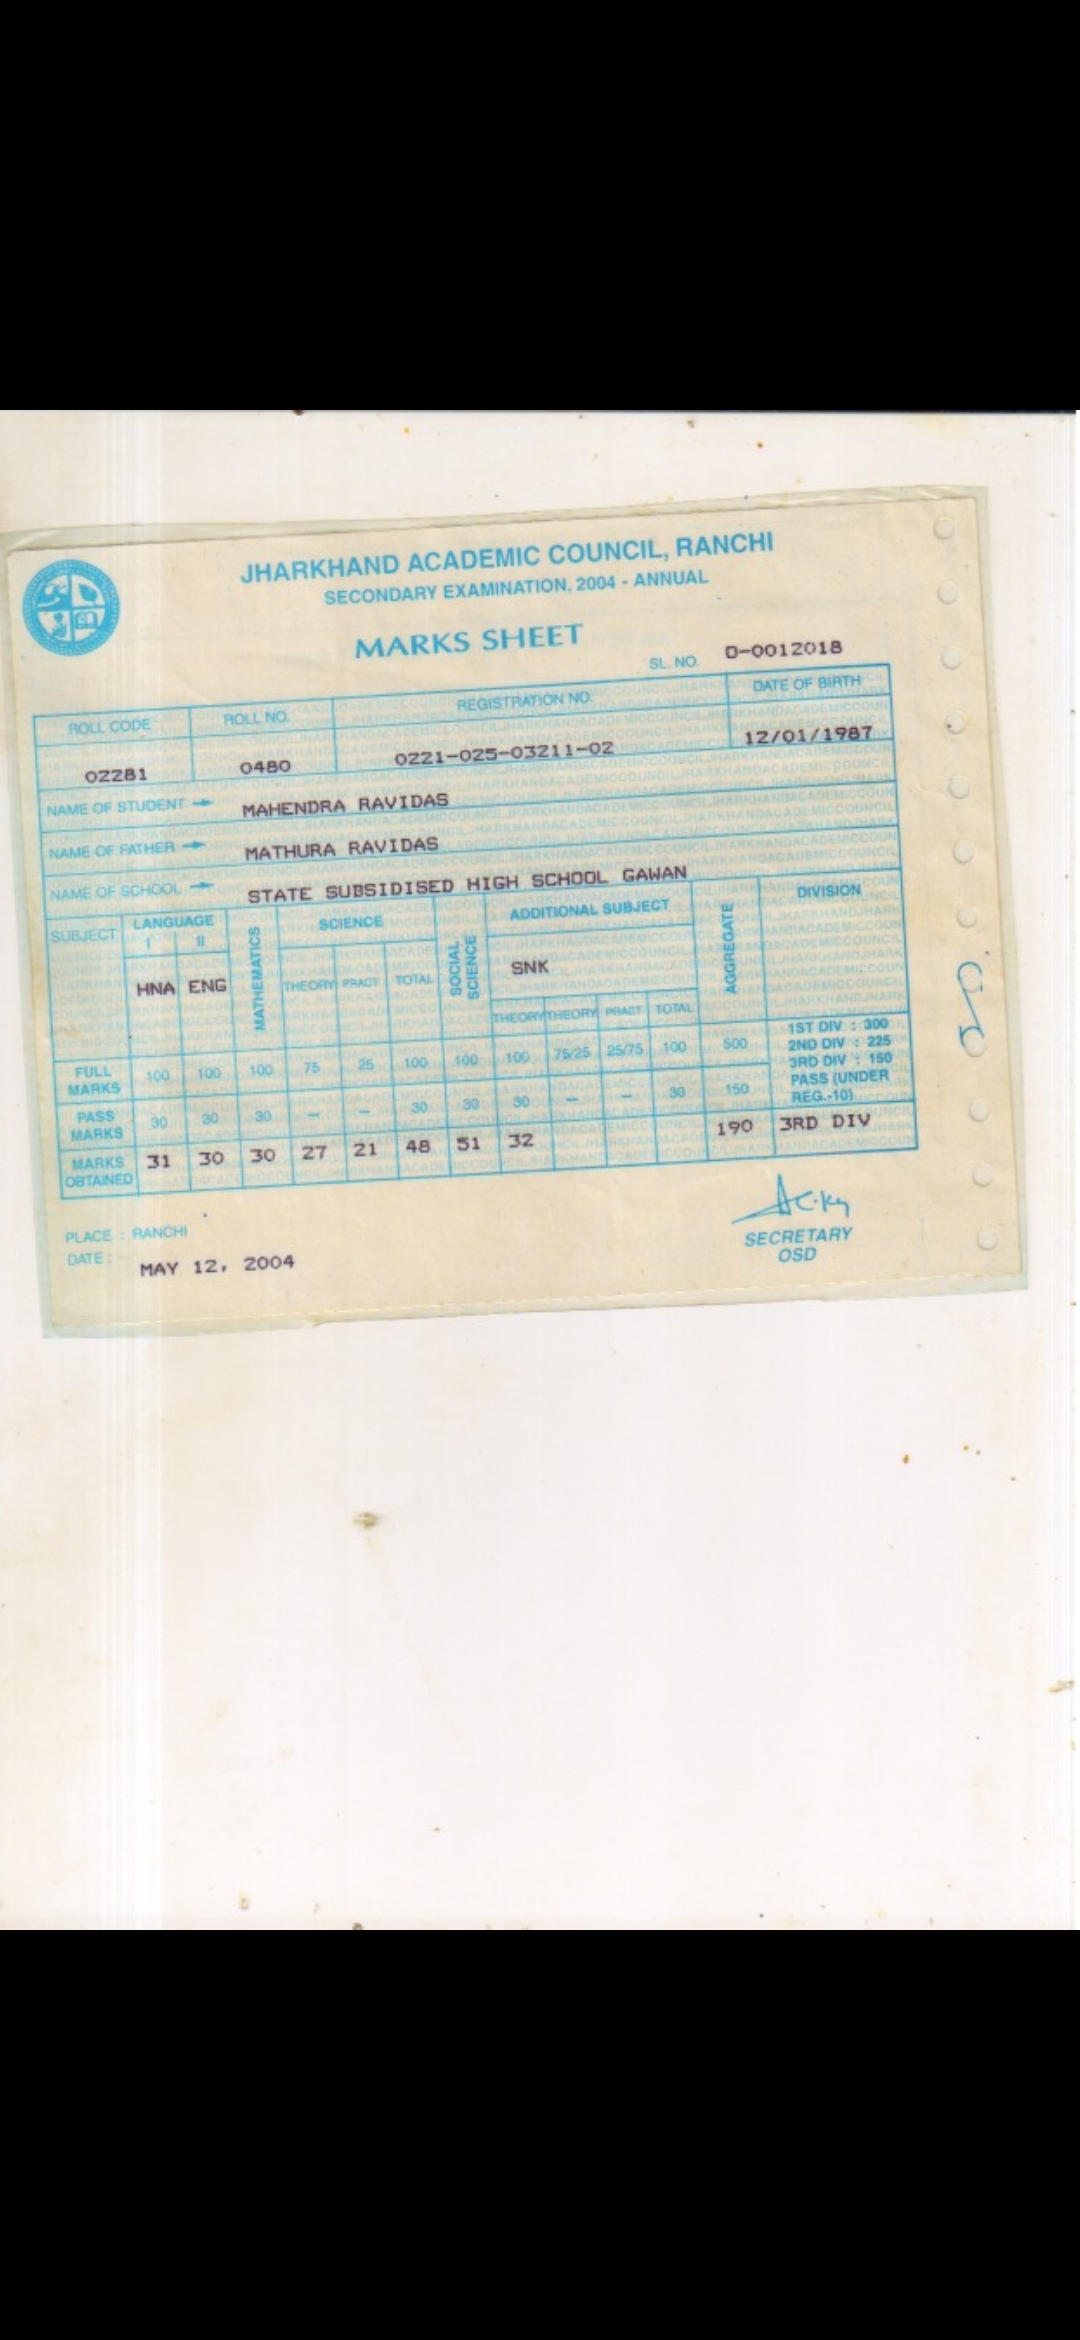 JHARKHAND ACADEMIC COUNCIL, RANCHI
SECONDARY EXAMINATION, 2004 - ANNUAL
MARKS SHEET
SL. NO. D-0012018
ROLL CODE ROLL NO. REGISTRATION NO. DATE OF BIRTH
02281 0480 0221-025-03211-02 12/01/1987
NAME OF STUDENT → MAHENDRA RAVIDAS
NAME OF FATHER → MATHURA RAVIDAS
NAME OF SCHOOL → STATE SUBSIDISED HIGH SCHOOL GAWAN
SUBJECT LANGUAGE MATHEMATICS SCIENCE SOCIAL SCIENCE ADDITIONAL SUBJECT AGGREGATE DIVISION
I II
HNA ENG THEORY PRACT TOTAL SNK
THEORY THEORY PRACT TOTAL
FULL MARKS 100 100 100 75 25 100 100 100 75/25 25/75 100 500
1ST DIV : 300
2ND DIV : 225
3RD DIV : 150
PASS (UNDER
REG.-10)
PASS MARKS 30 30 30 — — 30 30 30 — — 30 150
MARKS OBTAINED 31 30 30 27 21 48 51 32 190 3RD DIV
PLACE : RANCHI
DATE : MAY 12, 2004
SECRETARY
OSD